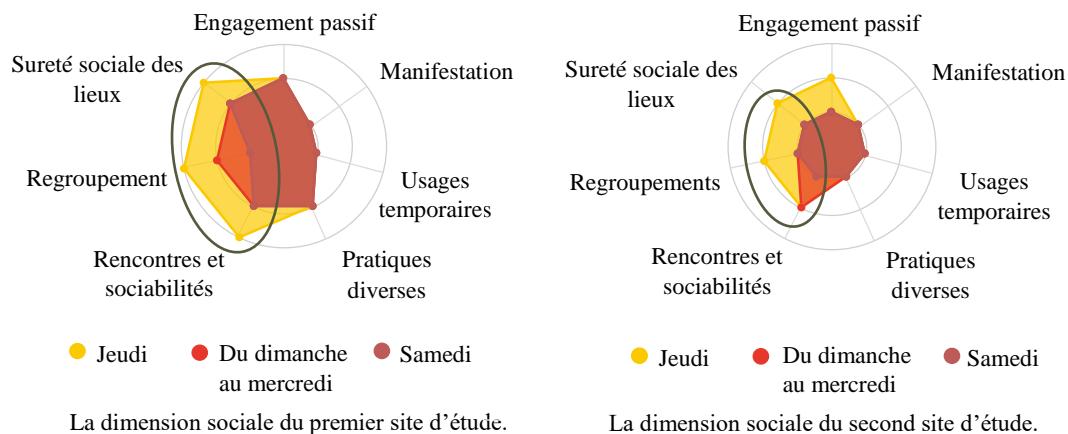 Engagement passif
Sureté sociale des
lieux
Manifestation
Regroupement
Usages
temporaires
Rencontres et
sociabilités
Pratiques
diverses
Jeudi
Du dimanche
au mercredi
Samedi
La dimension sociale du premier site d'étude.
Engagement passif
Sureté sociale des
lieux
Manifestation
Regroupements
Usages
temporaires
Rencontres et
sociabilités
Pratiques
diverses
Jeudi
Du dimanche
au mercredi
Samedi
La dimension sociale du second site d'étude.